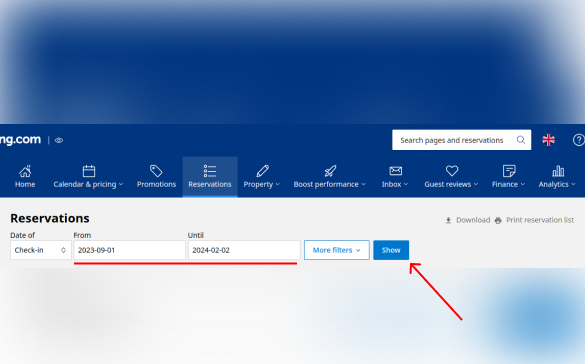 ng.com
Search pages and reservations
Home
Calendar & pricing
Promotions
Reservations
Property
Boost performance
Inbox
Guest reviews
Finance
Analytics
Reservations
Download
Print reservation list
Date of
From
Until
Check-in
2023-09-01
2024-02-02
More filters
Show